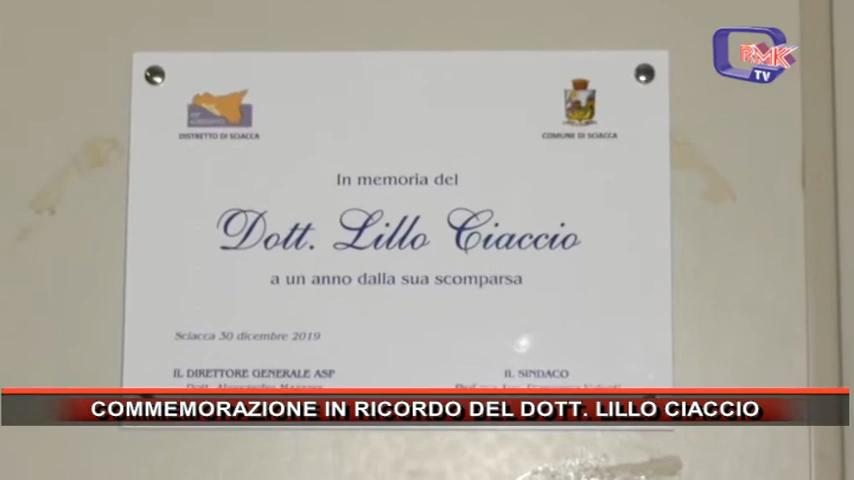 RMK
TV
DISTRETTO DI SCIACCA
COMUNE DI SCIACCA
In memoria del
Dott. Lillo Ciaccio
a un anno dalla sua scomparsa
Sciacca 30 dicembre 2019
IL DIRETTORE GENERALE ASP
IL SINDACO
COMMEMORAZIONE IN RICORDO DEL DOTT. LILLO CIACCIO